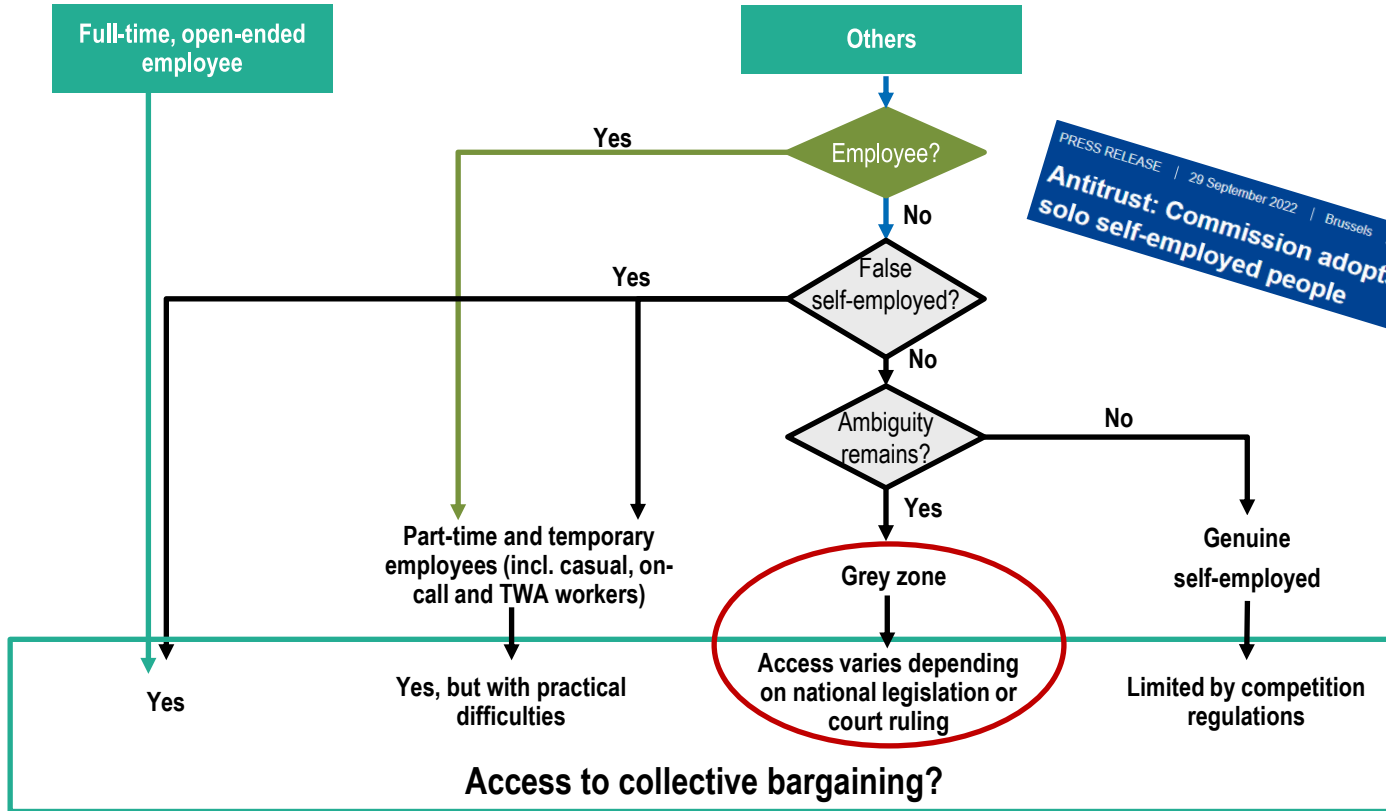 Full-time, open-ended
employee
Others
Yes
Employee?
No
PRESS RELEASE | 29 September 2022 | Brussels
Antitrust: Commission adopt
solo self-employed people
Yes
False
self-employed?
No
Ambiguity
remains?
No
Yes
Part-time and temporary
employees (incl. casual, on-
call and TWA workers)
Grey zone
Genuine
self-employed
Yes
Yes, but with practical
difficulties
Access varies depending
on national legislation or
court ruling
Limited by competition
regulations
Access to collective bargaining?